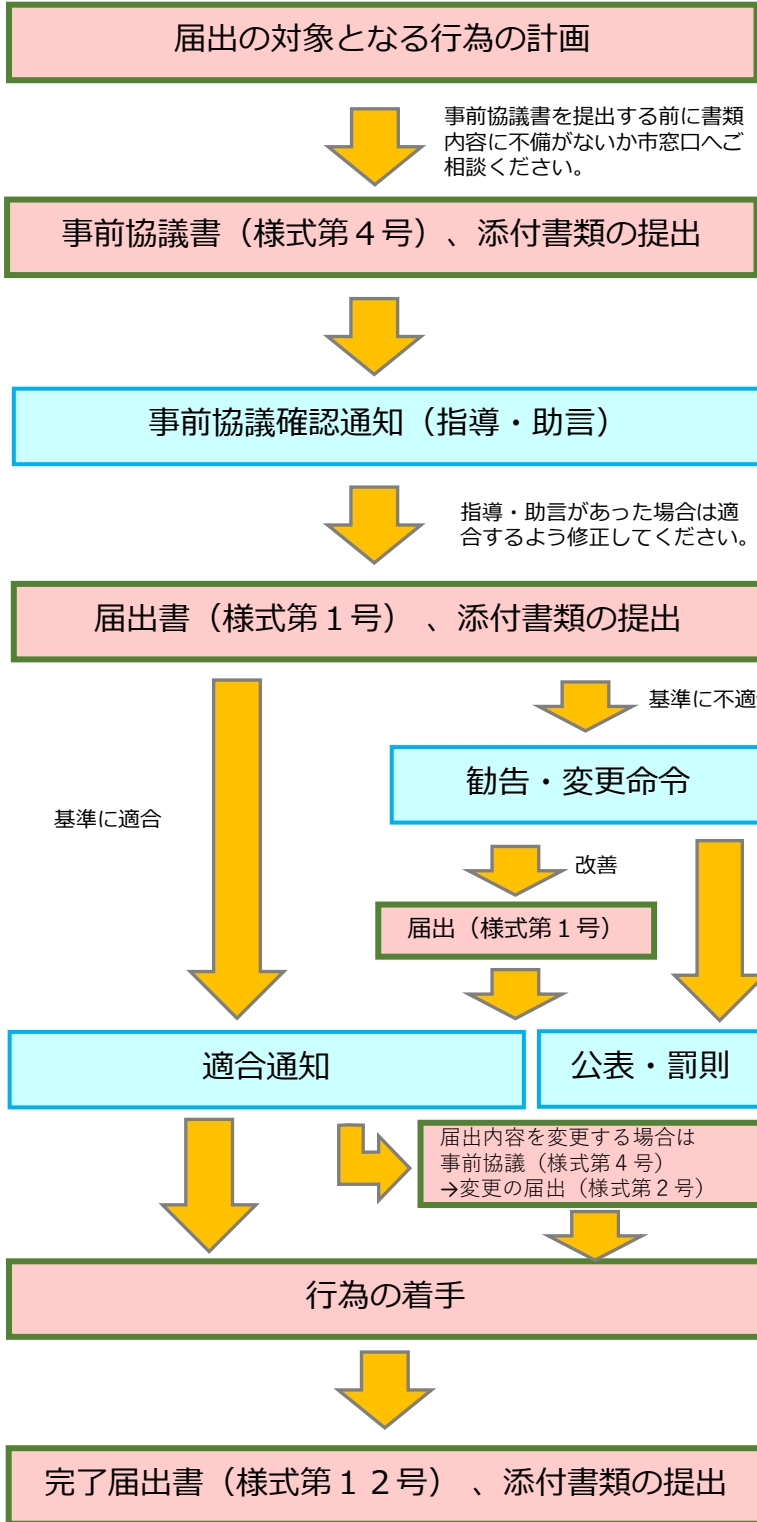 届出の対象となる行為の計画
事前協議書を提出する前に書類
内容に不備がないか市窓口へご
相談ください。
事前協議書（様式第４号）、添付書類の提出
事前協議確認通知（指導・助言）
指導・助言があった場合は適
合するよう修正してください。
届出書（様式第１号） 、添付書類の提出
基準に不適
勧告・変更命令
基準に適合
改善
届出（様式第１号）
適合通知
公表・罰則
届出内容を変更する場合は
事前協議（様式第４号）
→変更の届出（様式第２号）
行為の着手
完了届出書（様式第１２号） 、添付書類の提出